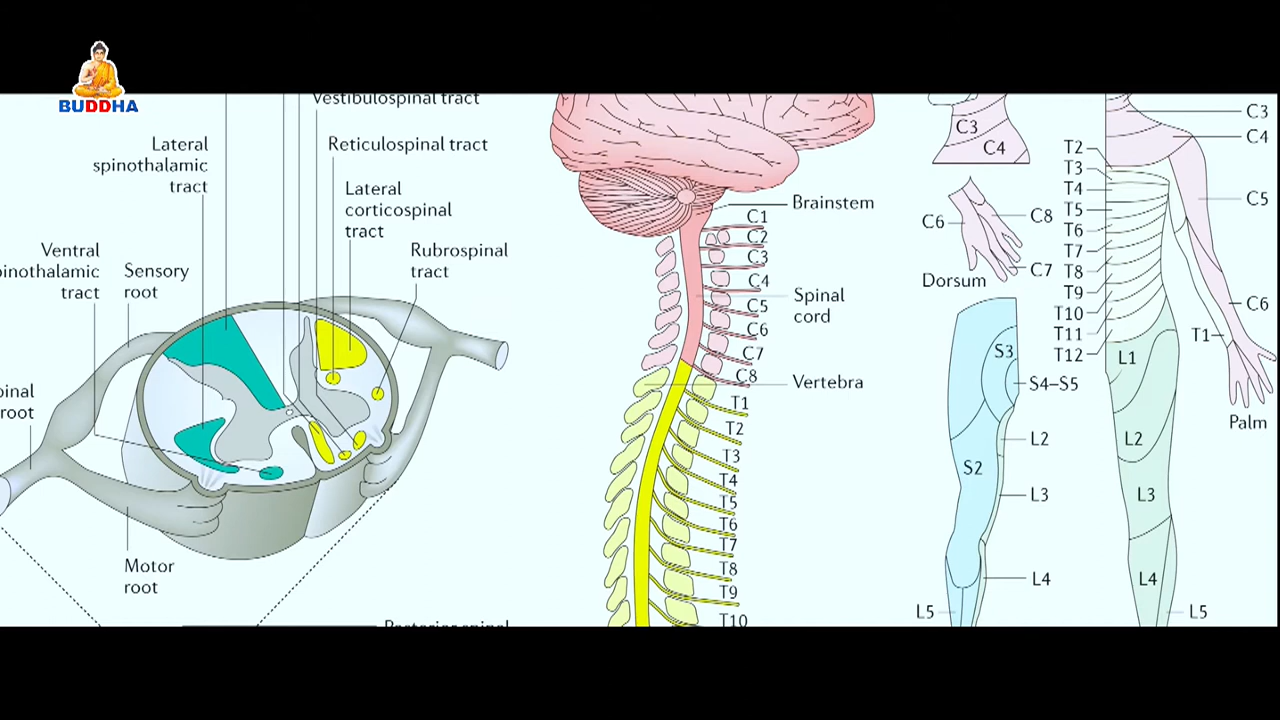 BUDDHA
Vestibulospinal tract
Lateral
spinothalamic
tract
Reticulospinal tract
Lateral
corticospinal
tract
Rubrospinal
tract
Ventral
pinothalamic
tract
Sensory
root
pinal
root
Motor
root
Brainstem
C1
C2
C3
C4
C5
C6
C7
C8
T1
T2
T3
T4
T5
T6
T7
T8
T9
T10
Spinal
cord
Vertebra
C3
C4
C6
C8
C7
Dorsum
S3
S4–S5
L2
S2
L3
L4
L5
T2
T3
T4
T5
T6
T7
T8
T9
T10
T11
T12
C3
C4
C5
C6
T1
Palm
L1
L2
L3
L4
L5